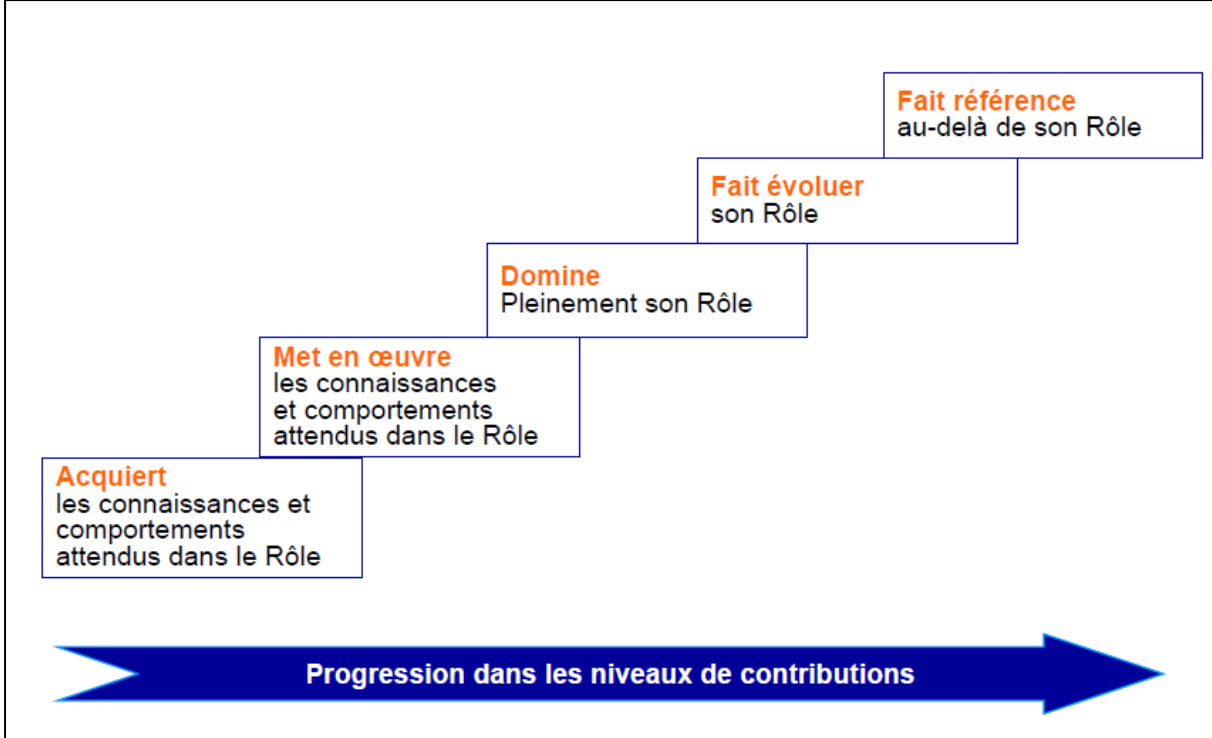 Fait référence
au-delà de son Rôle
Fait évoluer
son Rôle
Domine
Pleinement son Rôle
Met en œuvre
les connaissances
et comportements
attendus dans le Rôle
Acquiert
les connaissances et
comportements
attendus dans le Rôle
Progression dans les niveaux de contributions